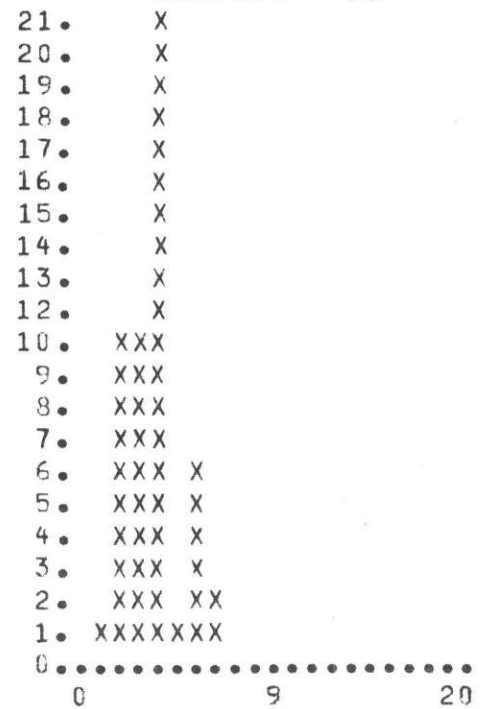 21.     X
20.     X
19.     X
18.     X
17.     X
16.     X
15.     X
14.     X
13.     X
12.     X
10.   XXX
9.   XXX
8.   XXX
7.   XXX
6.   XXX X
5.   XXX X
4.   XXX X
3.   XXX X
2.   XXX XX
1.  XXXXXXX
0......................
0 9 20